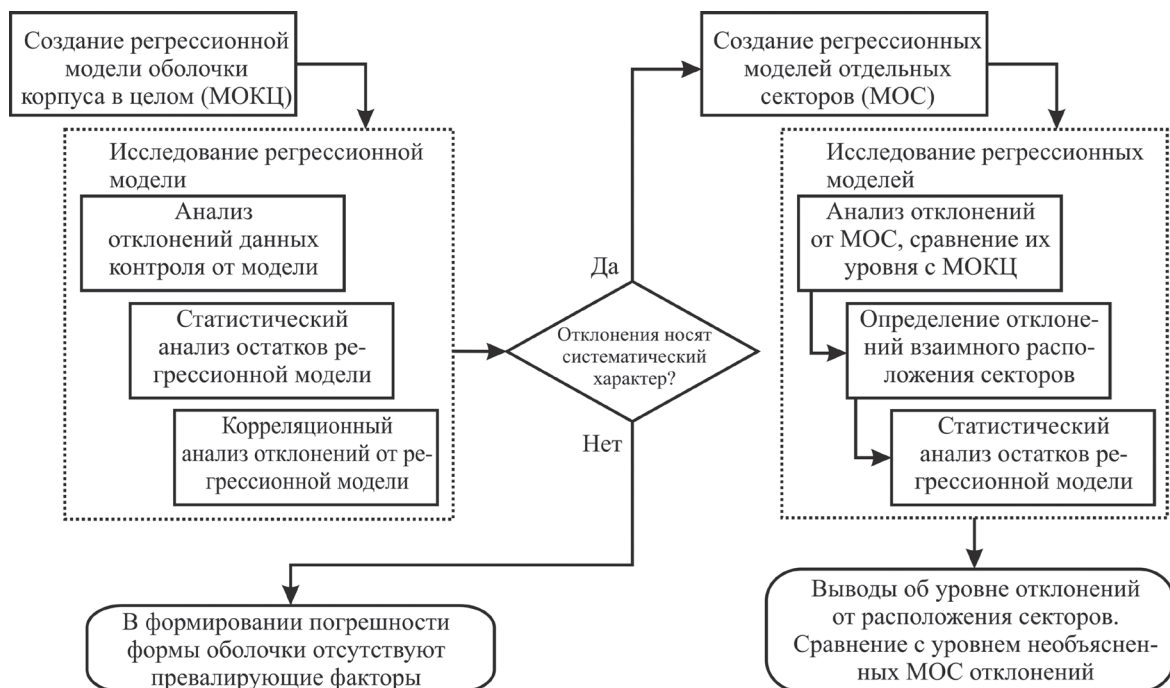 Создание регрессионной
модели оболочки
корпуса в целом (МОКЦ)
Исследование регрессионной
модели
Анализ
отклонений данных
контроля от модели
Статистический
анализ остатков ре-
грессионной модели
Корреляционный
анализ отклонений от ре-
грессионной модели
Отклонения носят
систематический
характер?
Да
Нет
В формировании погрешности
формы оболочки отсутствуют
превалирующие факторы
Создание регрессионных
моделей отдельных
секторов (МОС)
Исследование регрессионных
моделей
Анализ отклонений
от МОС, сравнение их
уровня с МОКЦ
Определение отклоне-
ний взаимного распо-
ложения секторов
Статистический
анализ остатков ре-
грессионной модели
Выводы об уровне отклонений
от расположения секторов.
Сравнение с уровнем необъяснен-
ных МОС отклонений